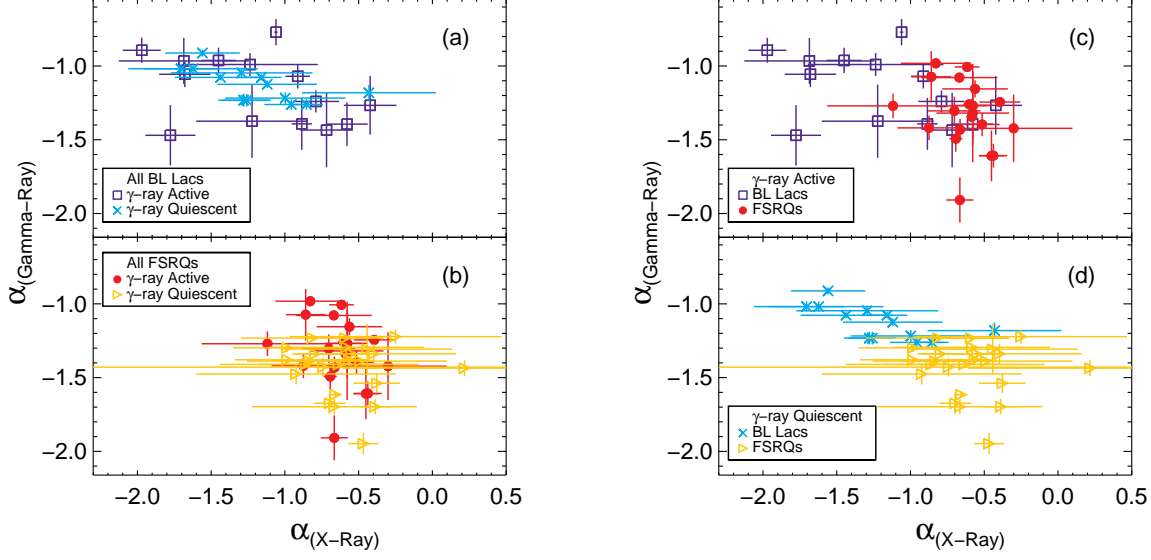 (a)
−1.0
−1.5
−2.0
α(Gamma−Ray)
All BL Lacs
γ−ray Active
γ−ray Quiescent
(b)
−1.0
−1.5
−2.0
All FSRQs
γ−ray Active
γ−ray Quiescent
−2.0 −1.5 −1.0 −0.5 0.0 0.5
α(X−Ray)
(c)
−1.0
−1.5
−2.0
α(Gamma−Ray)
γ−ray Active
BL Lacs
FSRQs
(d)
−1.0
−1.5
−2.0
γ−ray Quiescent
BL Lacs
FSRQs
−2.0 −1.5 −1.0 −0.5 0.0 0.5
α(X−Ray)